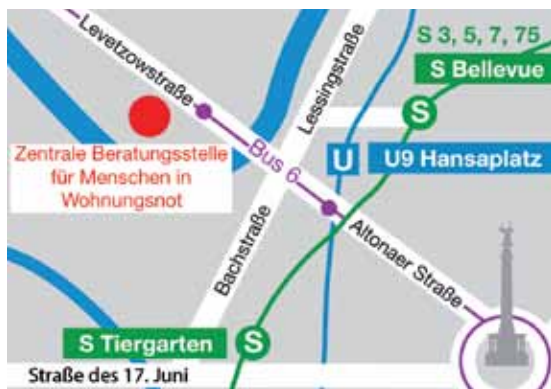 S 3, 5, 7, 75
S Bellevue
S
Levetzowstraße
Lessingstraße
Zentrale Beratungsstelle
für Menschen in
Wohnungsnot
Bus 6
U
U9 Hansaplatz
Bachstraße
Altonaer Straße
S Tiergarten
S
Straße des 17. Juni